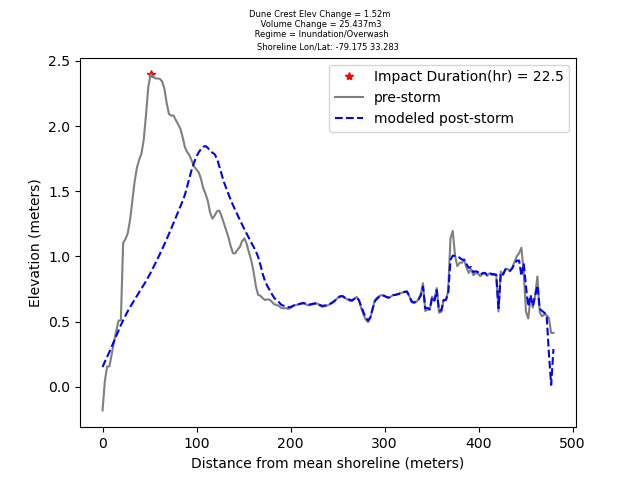 Dune Crest Elev Change = 1.52m
Volume Change = 25.437m3
Regime = Inundation/Overwash
Shoreline Lon/Lat: -79.175 33.283
Impact Duration(hr) = 22.5
pre-storm
modeled post-storm
Elevation (meters)
2.5
2.0
1.5
1.0
0.5
0.0
0 100 200 300 400 500
Distance from mean shoreline (meters)